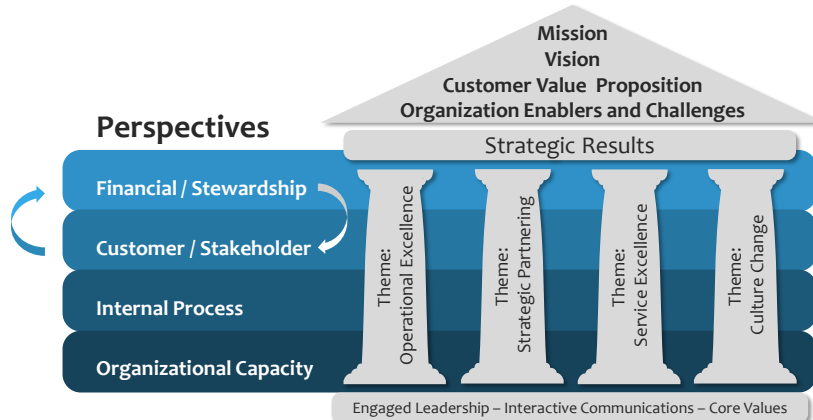 Mission
Vision
Customer Value Proposition
Organization Enablers and Challenges
Perspectives
Strategic Results
Financial / Stewardship
Customer / Stakeholder
Internal Process
Organizational Capacity
Theme:
Operational Excellence
Theme:
Strategic Partnering
Theme:
Service Excellence
Theme:
Culture Change
Engaged Leadership – Interactive Communications – Core Values